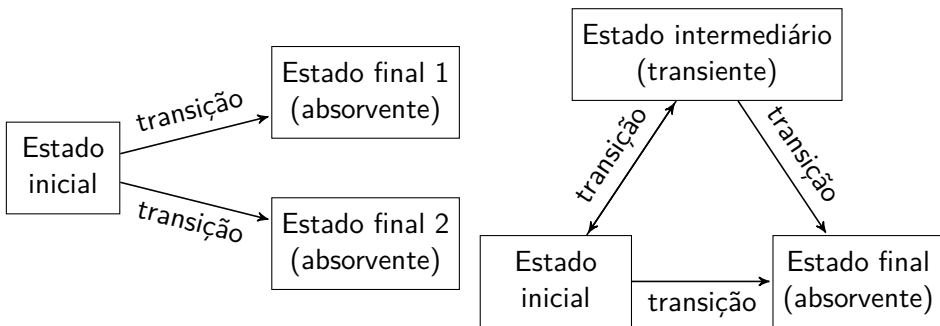 Estado
inicial
transição
transição
Estado final 1
(absorvente)
Estado final 2
(absorvente)
Estado intermediário
(transiente)
transição
transição
Estado
inicial
transição
Estado final
(absorvente)